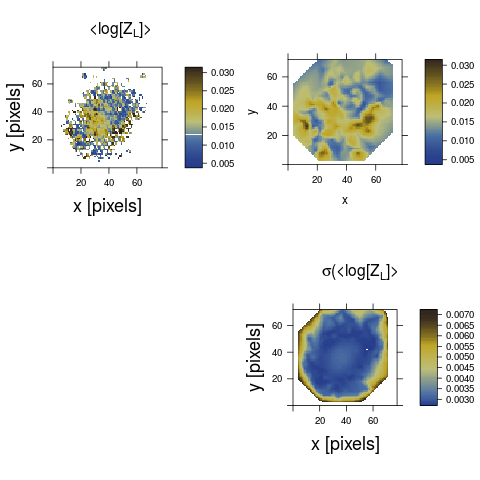 <log[Z_L]>
y [pixels]
60
40
20
20 40 60
x [pixels]
0.030
0.025
0.020
0.015
0.010
0.005
y
60
40
20
20 40 60
x
0.030
0.025
0.020
0.015
0.010
0.005
σ(<log[Z_L]>
y [pixels]
60
40
20
20 40 60
x [pixels]
0.0070
0.0065
0.0060
0.0055
0.0050
0.0045
0.0040
0.0035
0.0030